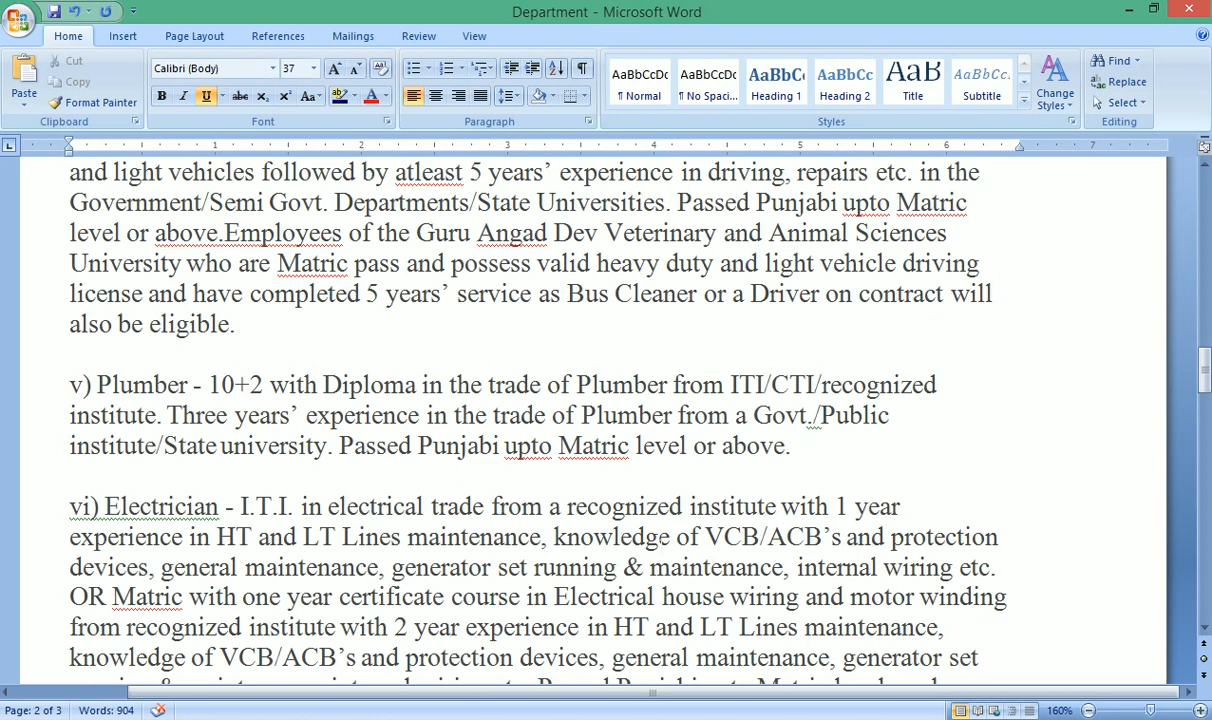 Department - Microsoft Word
Home Insert Page Layout References Mailings Review View
Paste Cut Copy Format Painter Clipboard
Calibri (Body) 37 Font
Paragraph
AaBbCcDc AaBbCcDc AaBbC AaBbCc AaB AaBbCcDc
¶ Normal ¶ No Spaci... Heading 1 Heading 2 Title Subtitle Change Styles Styles
Find Replace Select Editing
1 2 3 4 5 6 7
and light vehicles followed by atleast 5 years’ experience in driving, repairs etc. in the
Government/Semi Govt. Departments/State Universities. Passed Punjabi upto Matric
level or above.Employees of the Guru Angad Dev Veterinary and Animal Sciences
University who are Matric pass and possess valid heavy duty and light vehicle driving
license and have completed 5 years’ service as Bus Cleaner or a Driver on contract will
also be eligible.
v) Plumber - 10+2 with Diploma in the trade of Plumber from ITI/CTI/recognized
institute. Three years’ experience in the trade of Plumber from a Govt./Public
institute/State university. Passed Punjabi upto Matric level or above.
vi) Electrician - I.T.I. in electrical trade from a recognized institute with 1 year
experience in HT and LT Lines maintenance, knowledge of VCB/ACB’s and protection
devices, general maintenance, generator set running & maintenance, internal wiring etc.
OR Matric with one year certificate course in Electrical house wiring and motor winding
from recognized institute with 2 year experience in HT and LT Lines maintenance,
knowledge of VCB/ACB’s and protection devices, general maintenance, generator set
Page: 2 of 3 Words: 904 160%